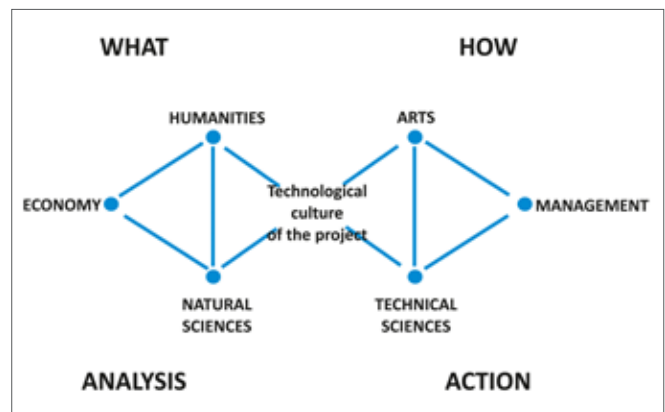 WHAT
HOW
HUMANITIES
ARTS
ECONOMY
Technological
culture
of the project
MANAGEMENT
NATURAL
SCIENCES
TECHNICAL
SCIENCES
ANALYSIS
ACTION